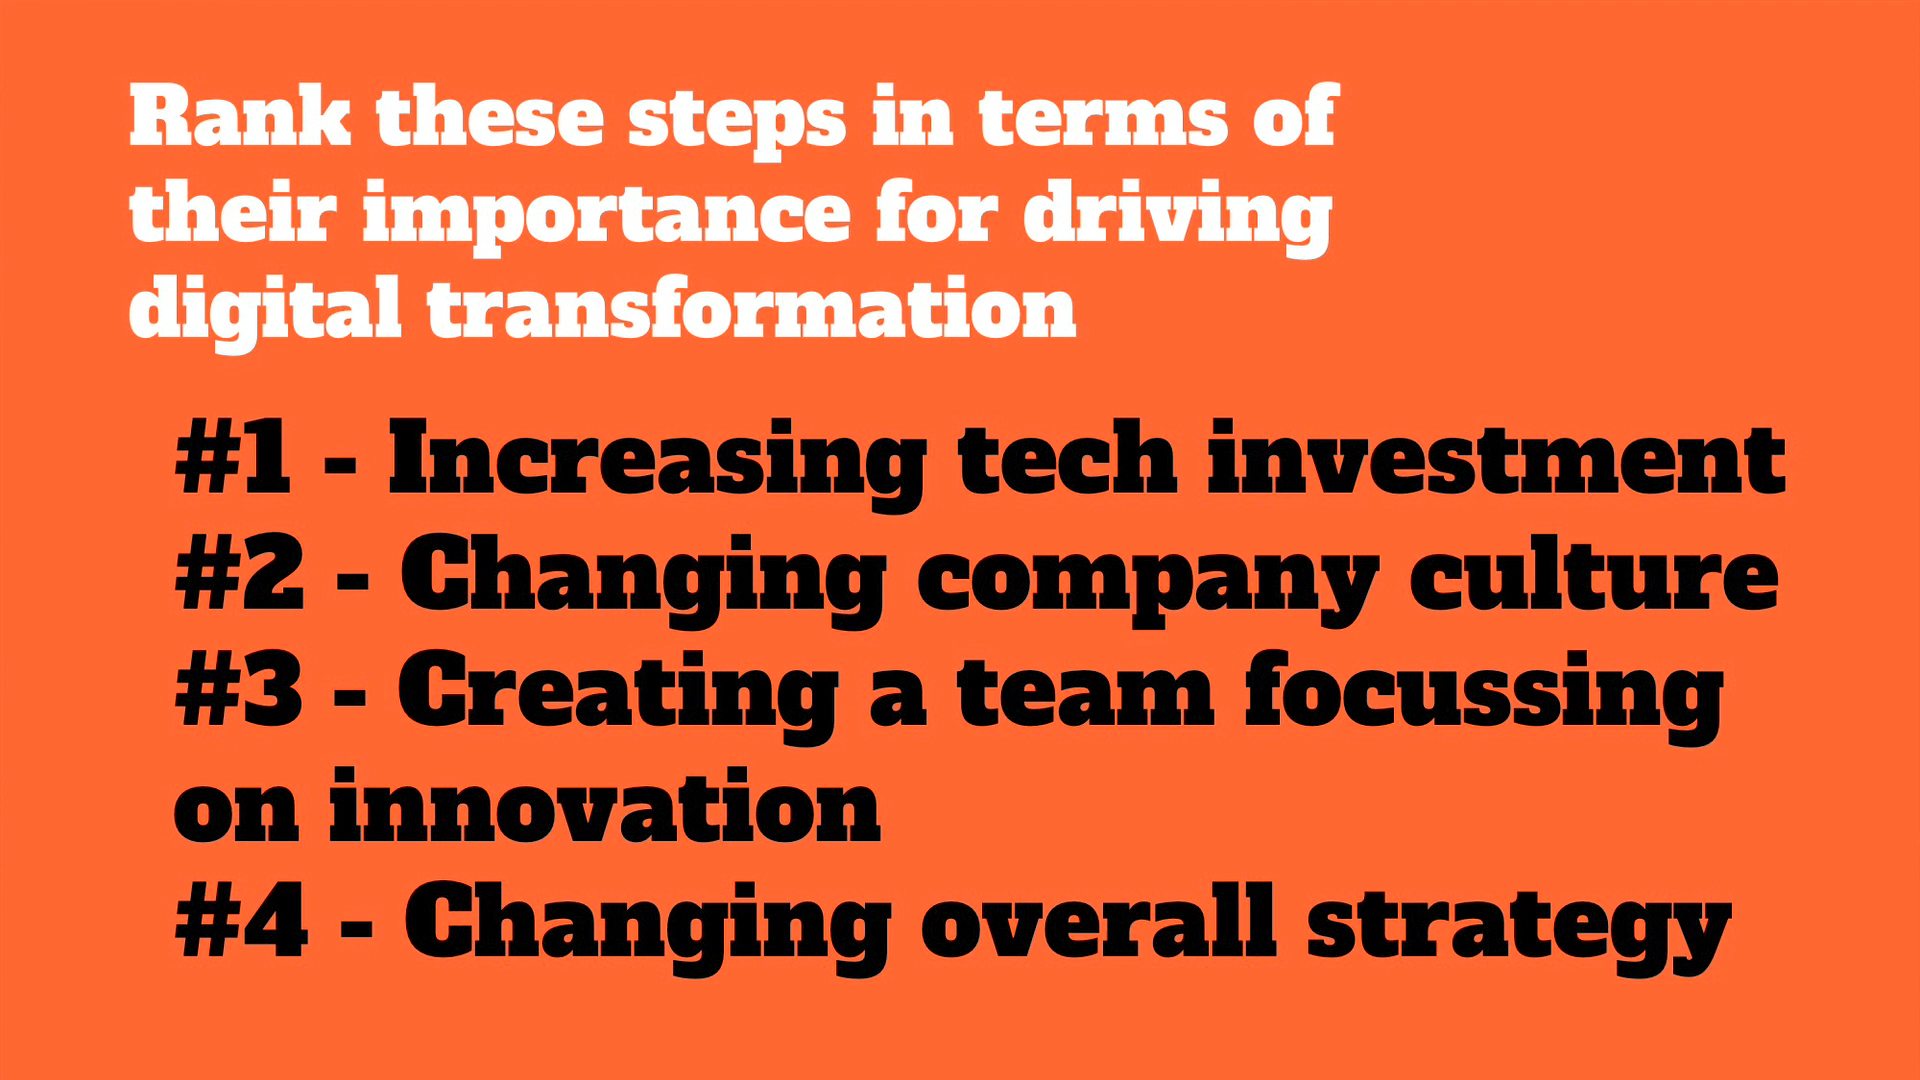 Rank these steps in terms of
their importance for driving
digital transformation
#1 - Increasing tech investment
#2 - Changing company culture
#3 - Creating a team focussing
on innovation
#4 - Changing overall strategy